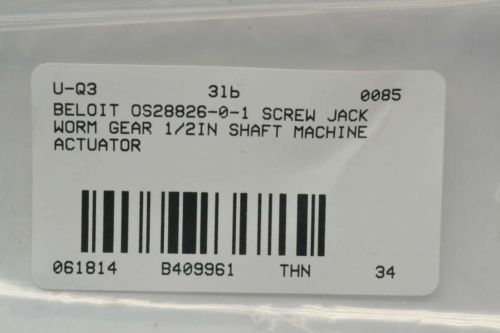 U-Q3 31b 0085
BELOIT OS28826-0-1 SCREW JACK
WORM GEAR 1/2IN SHAFT MACHINE
ACTUATOR
061814 B409961 THN 34